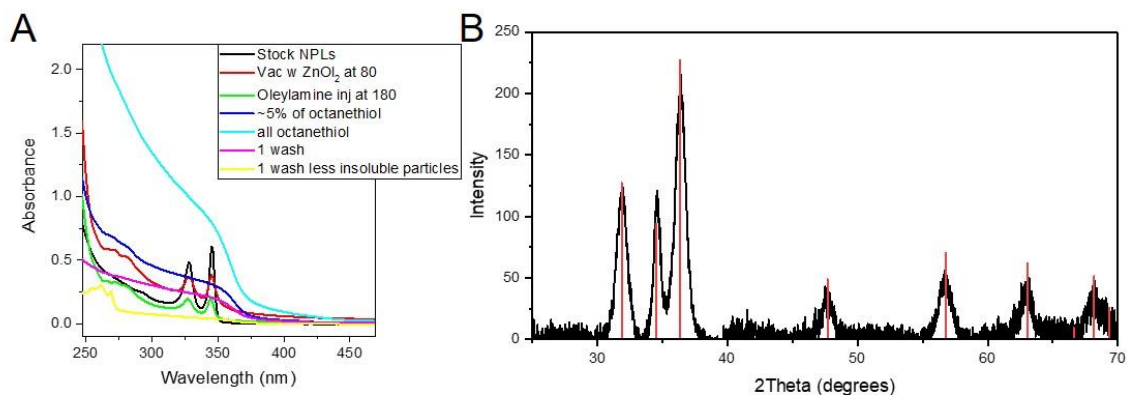 A
Stock NPLs
Vac w ZnOl₂ at 80
Oleylamine inj at 180
~5% of octanethiol
all octanethiol
1 wash
1 wash less insoluble particles
2.0
1.5
1.0
0.5
0.0
Absorbance
250 300 350 400 450
Wavelength (nm)
B
250
200
150
100
50
0
Intensity
30 40 50 60 70
2Theta (degrees)